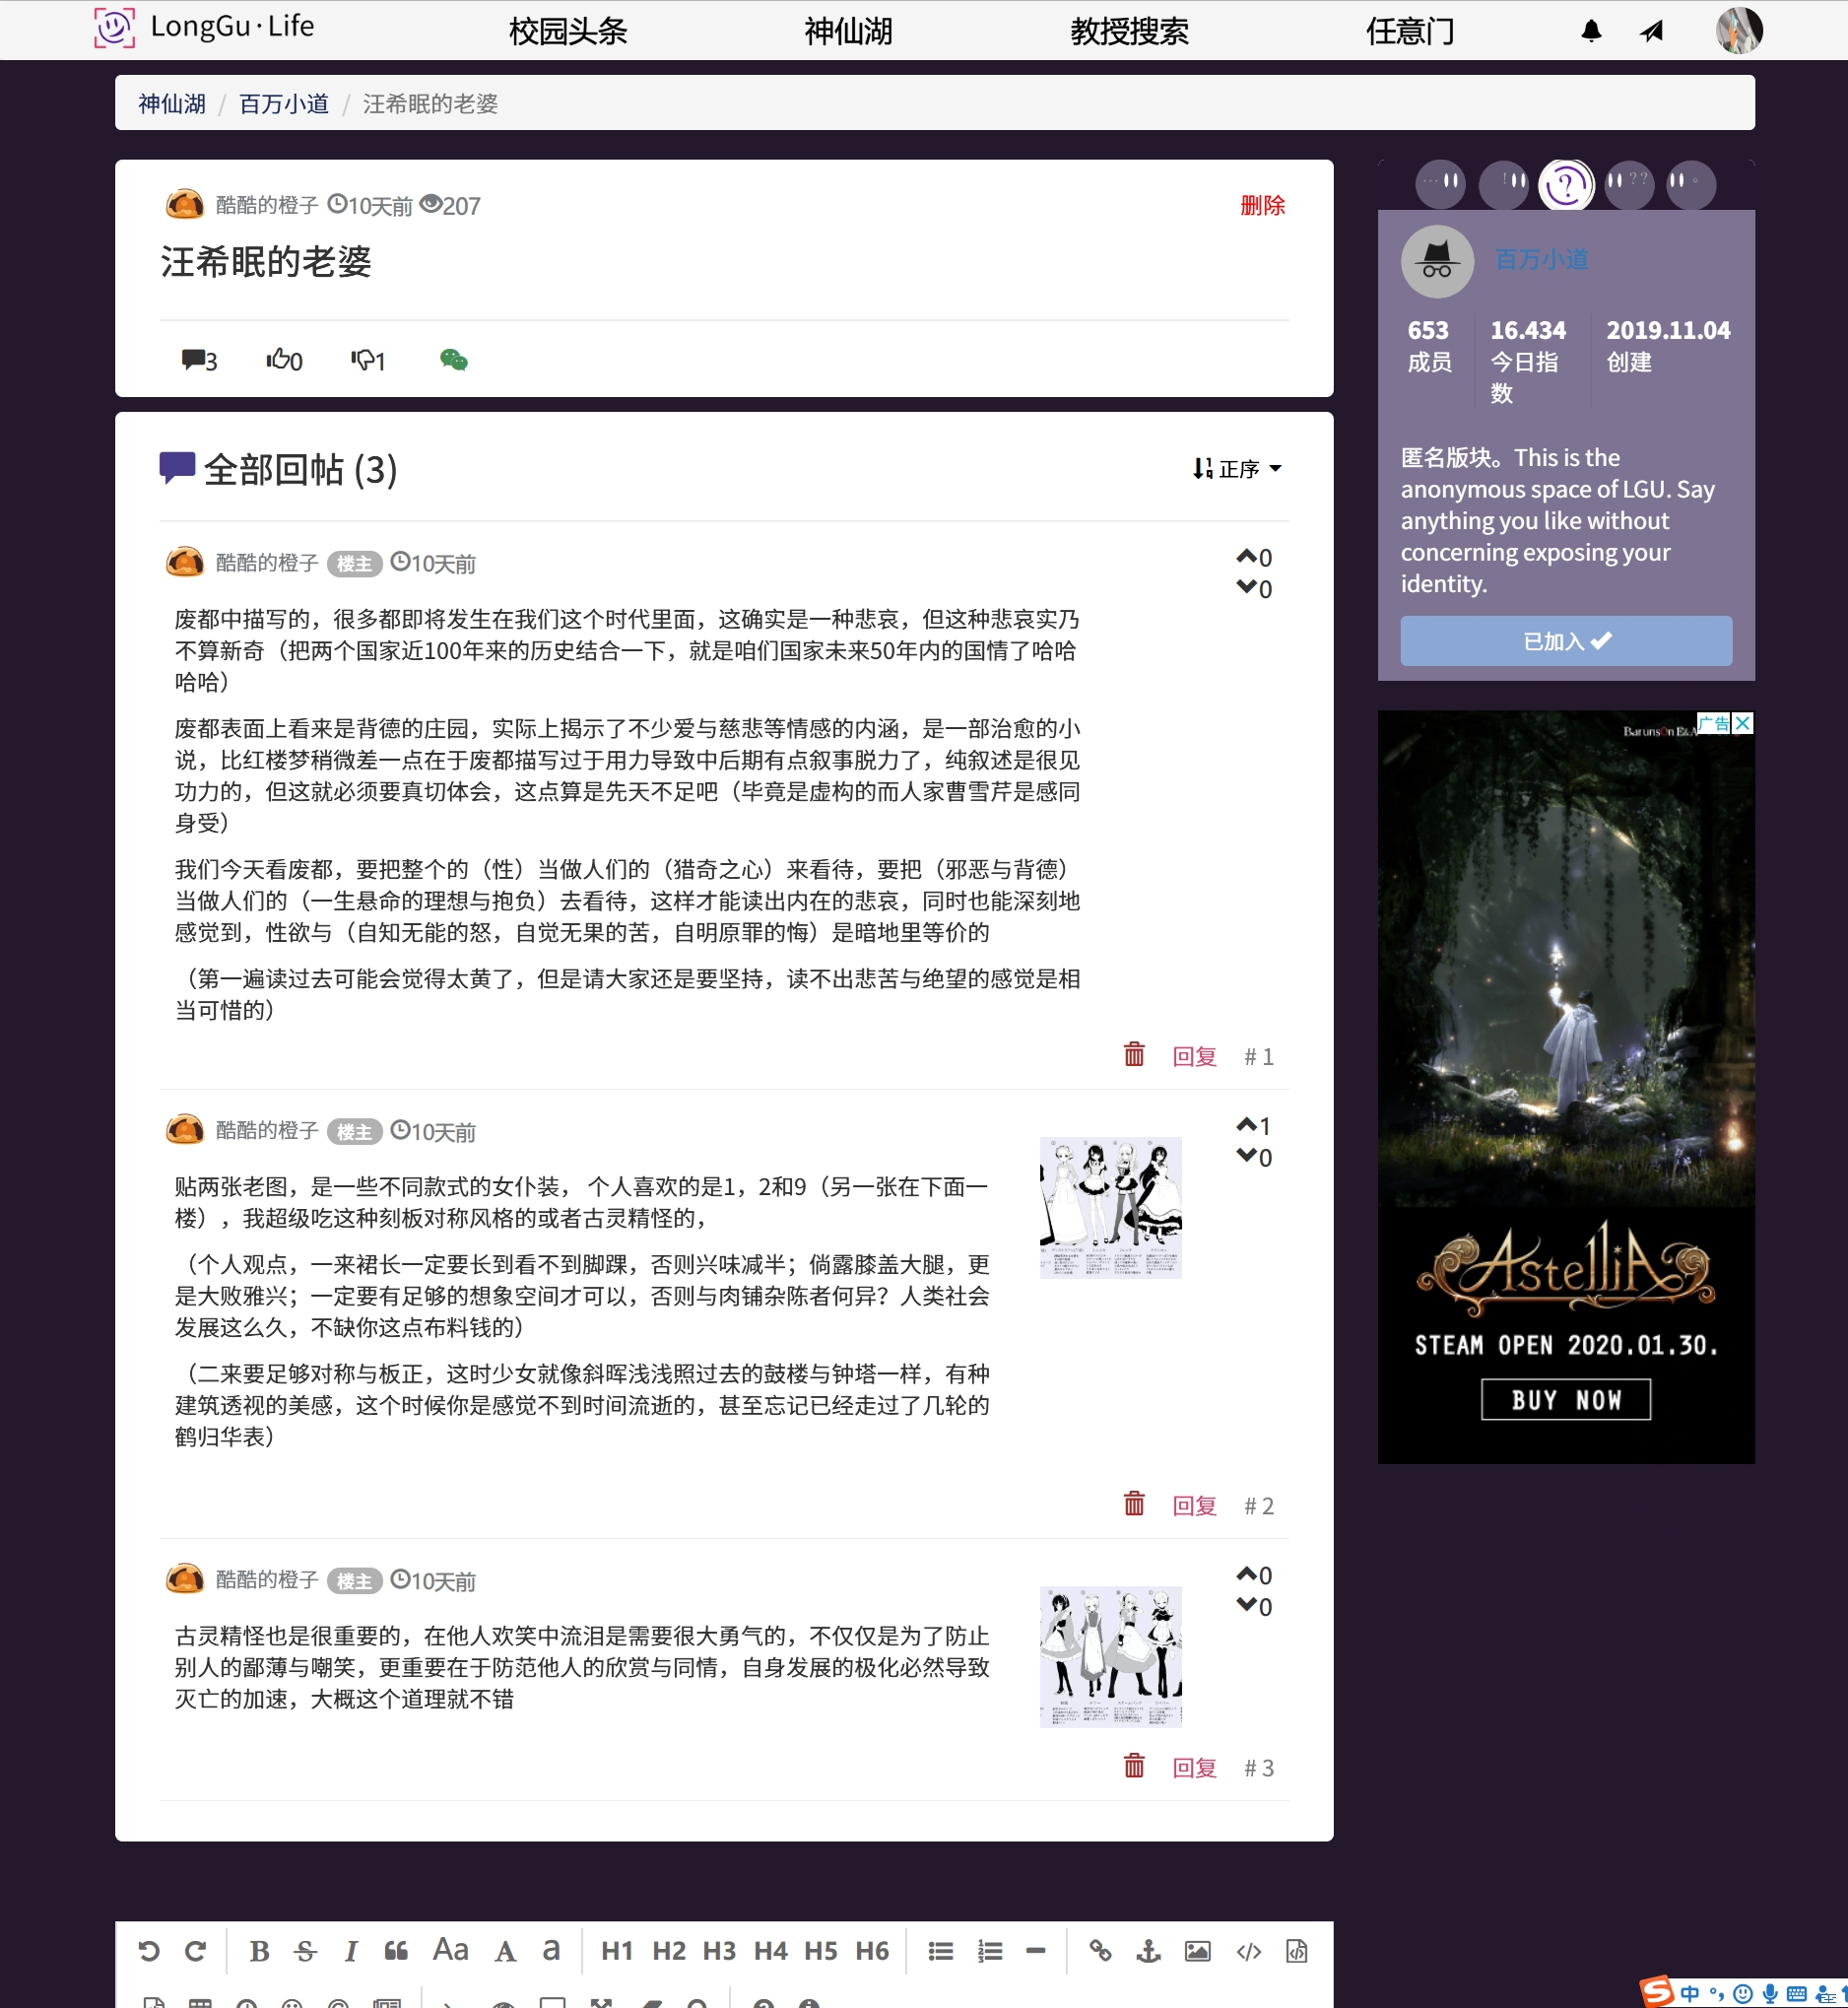 LongGu·Life 校园头条 神仙湖 教授搜索 任意门
神仙湖 / 百万小道 / 汪希眠的老婆
酷酷的橙子 10天前 207 删除
汪希眠的老婆
3 0 1
全部回帖 (3) 正序
酷酷的橙子 楼主 10天前 0
0
废都中描写的，很多都即将发生在我们这个时代里面，这确实是一种悲哀，但这种悲哀实乃
不算新奇（把两个国家近100年来的历史结合一下，就是咱们国家未来50年内的国情了哈哈
哈哈）
废都表面上看来是背德的庄园，实际上揭示了不少爱与慈悲等情感的内涵，是一部治愈的小
说，比红楼梦稍微差一点在于废都描写过于用力导致中后期有点叙事脱力了，纯叙述是很见
功力的，但这就必须要真切体会，这点算是先天不足吧（毕竟是虚构的而人家曹雪芹是感同
身受）
我们今天看废都，要把整个的（性）当做人们的（猎奇之心）来看待，要把（邪恶与背德）
当做人们的（一生悬命的理想与抱负）去看待，这样才能读出内在的悲哀，同时也能深刻地
感觉到，性欲与（自知无能的怒，自觉无果的苦，自明原罪的悔）是暗地里等价的
（第一遍读过去可能会觉得太黄了，但是请大家还是要坚持，读不出悲苦与绝望的感觉是相
当可惜的）
回复 # 1
酷酷的橙子 楼主 10天前 1
0
贴两张老图，是一些不同款式的女仆装， 个人喜欢的是1，2和9（另一张在下面一
楼），我超级吃这种刻板对称风格的或者古灵精怪的，
（个人观点，一来裙长一定要长到看不到脚踝，否则兴味减半；倘露膝盖大腿，更
是大败雅兴；一定要有足够的想象空间才可以，否则与肉铺杂陈者何异？人类社会
发展这么久，不缺你这点布料钱的）
（二来要足够对称与板正，这时少女就像斜晖浅浅照过去的鼓楼与钟塔一样，有种
建筑透视的美感，这个时候你是感觉不到时间流逝的，甚至忘记已经走过了几轮的
鹤归华表）
回复 # 2
酷酷的橙子 楼主 10天前 0
0
古灵精怪也是很重要的，在他人欢笑中流泪是需要很大勇气的，不仅仅是为了防止
别人的鄙薄与嘲笑，更重要在于防范他人的欣赏与同情，自身发展的极化必然导致
灭亡的加速，大概这个道理就不错
回复 # 3
B S I Aa A a H1 H2 H3 H4 H5 H6
百万小道
653 16.434 2019.11.04
成员 今日指 创建
数
匿名版块。This is the
anonymous space of LGU. Say
anything you like without
concerning exposing your
identity.
已加入
广告
AstelliA
STEAM OPEN 2020.01.30.
BUY NOW
中